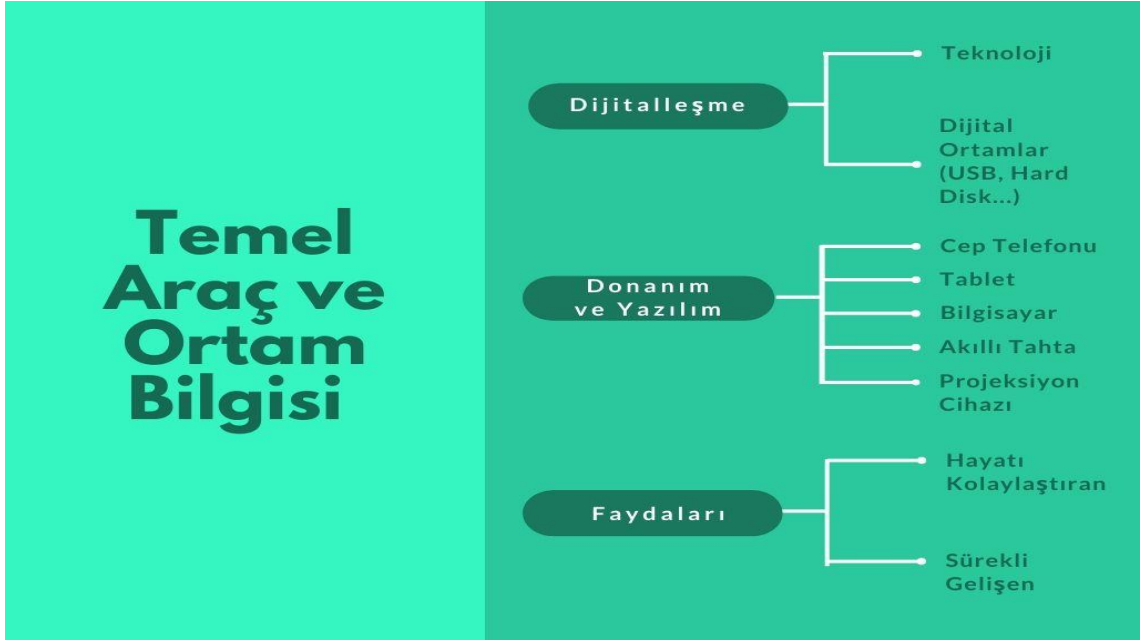 Temel
Araç ve
Ortam
Bilgisi
Dijitalleşme
Teknoloji
Dijital
Ortamlar
(USB, Hard
Disk...)
Donanım
ve Yazılım
Cep Telefonu
Tablet
Bilgisayar
Akıllı Tahta
Projeksiyon
Cihazı
Faydaları
Hayatı
Kolaylaştıran
Sürekli
Gelişen